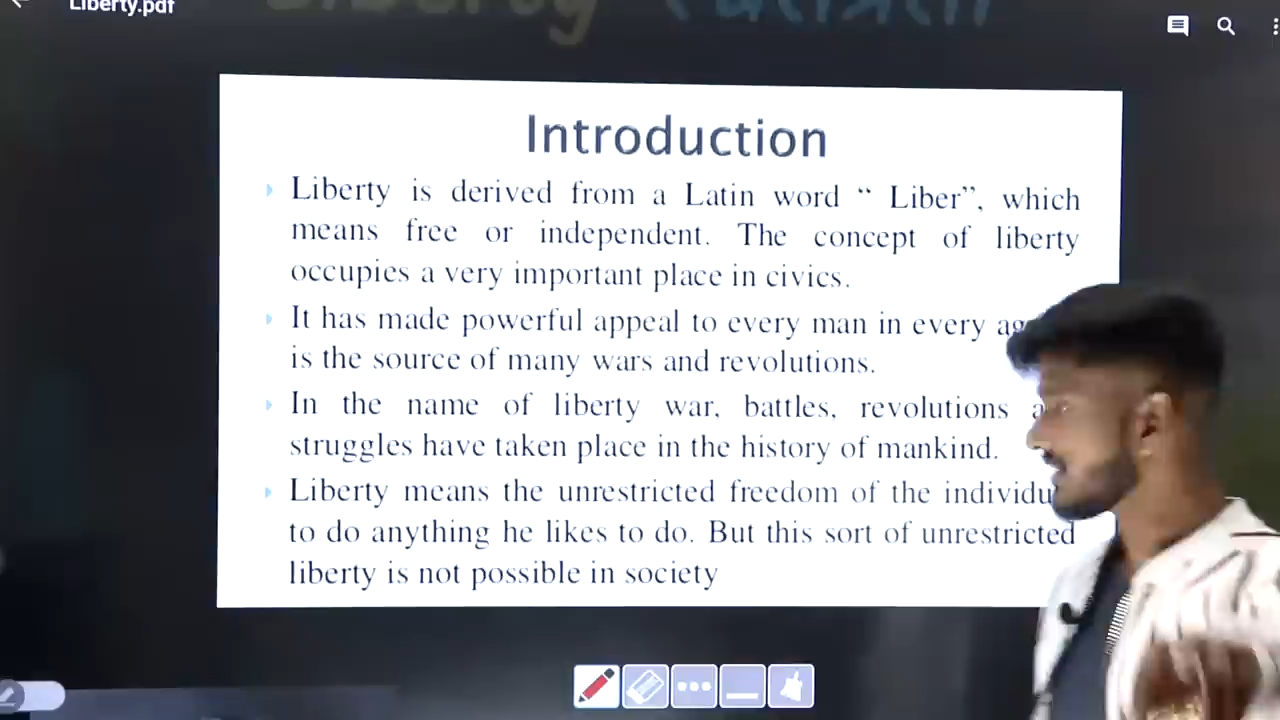 Liberty.pdf
Introduction
Liberty is derived from a Latin word “ Liber”, which
means free or independent. The concept of liberty
occupies a very important place in civics.
It has made powerful appeal to every man in every
is the source of many wars and revolutions.
In the name of liberty war, battles, revolutions
struggles have taken place in the history of mankind.
Liberty means the unrestricted freedom of the
to do anything he likes to do. But this sort of unrestricted
liberty is not possible in society